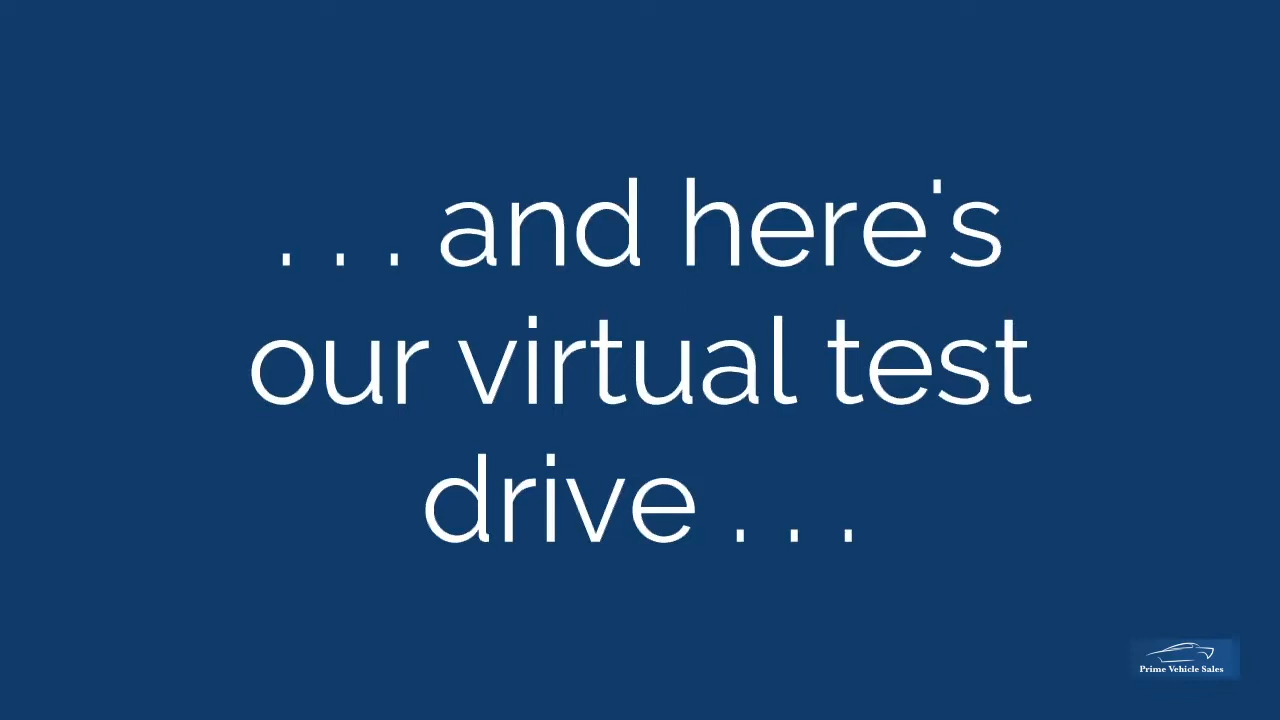 . . . and here's
our virtual test
drive . . .
Prime Vehicle Sales